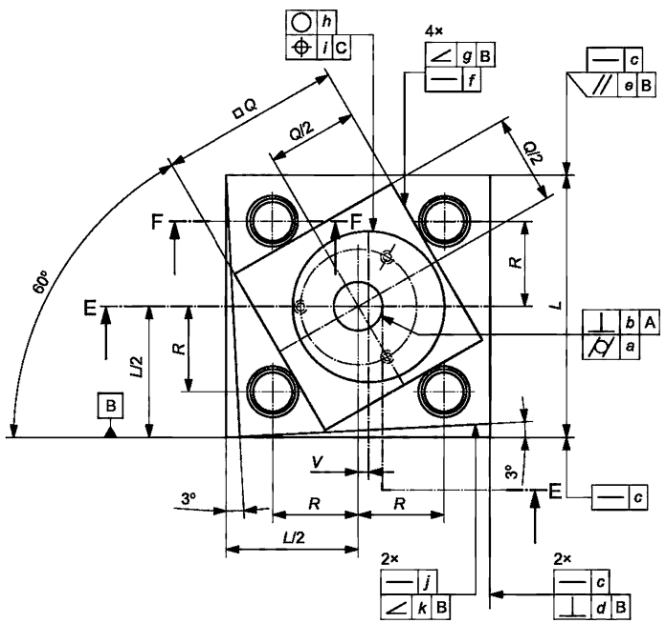 ○ h
⌖ i C
4×
∠ g B
— f
— c
// e B
□ Q
Q/2
Q/2
F
F
60°
R
E
L
⊥ b A
⌭ a
L/2
R
B
V
3°
3°
E
— c
R
R
L/2
2×
— j
∠ k B
2×
— c
⊥ d B